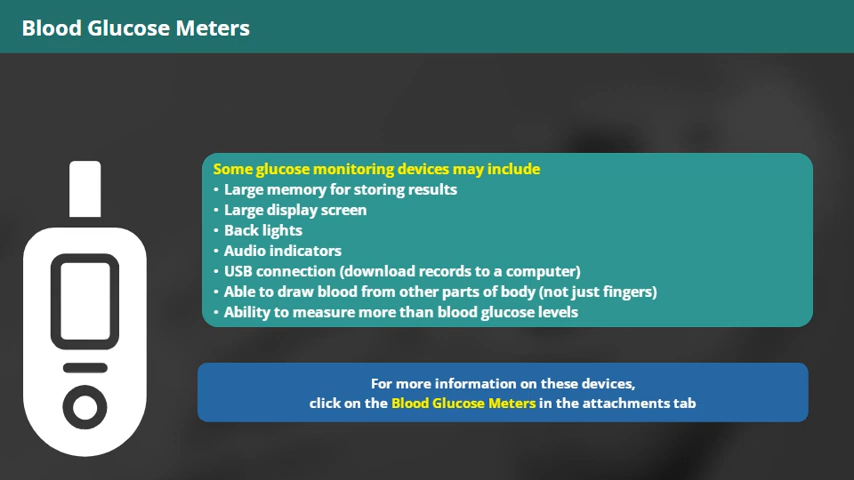 Blood Glucose Meters
Some glucose monitoring devices may include
• Large memory for storing results
• Large display screen
• Back lights
• Audio indicators
• USB connection (download records to a computer)
• Able to draw blood from other parts of body (not just fingers)
• Ability to measure more than blood glucose levels
For more information on these devices,
click on the Blood Glucose Meters in the attachments tab